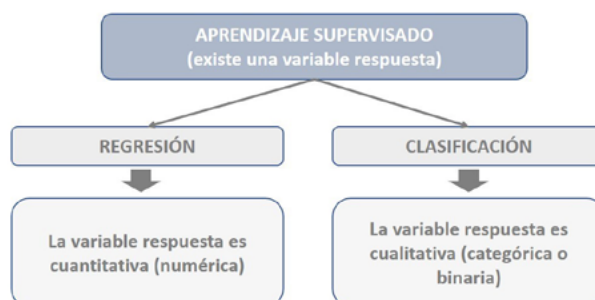 APRENDIZAJE SUPERVISADO
(existe una variable respuesta)
REGRESIÓN
CLASIFICACIÓN
La variable respuesta es
cuantitativa (numérica)
La variable respuesta es
cualitativa (categórica o
binaria)